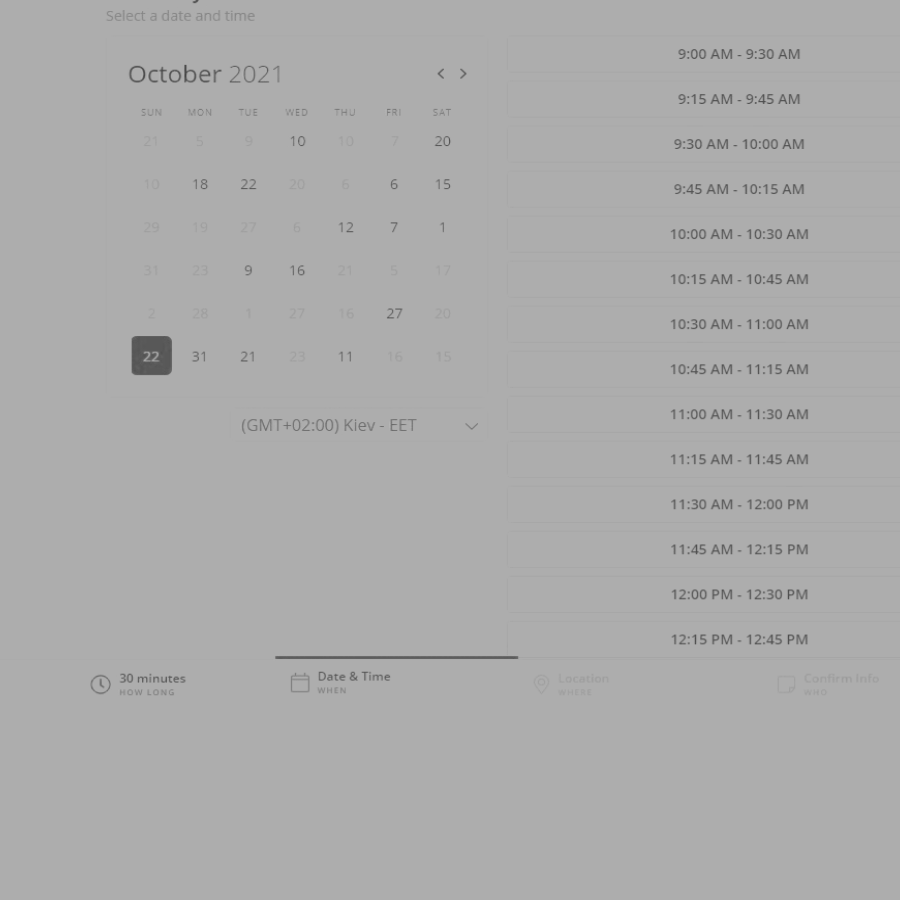 Select a date and time
October 2021
SUN MON TUE WED THU FRI SAT
21 5 9 10 10 7 20
10 18 22 20 6 6 15
29 19 27 6 12 7 1
31 23 9 16 21 5 17
2 28 1 27 16 27 20
22 31 21 23 11 16 15
(GMT+02:00) Kiev - EET
9:00 AM - 9:30 AM
9:15 AM - 9:45 AM
9:30 AM - 10:00 AM
9:45 AM - 10:15 AM
10:00 AM - 10:30 AM
10:15 AM - 10:45 AM
10:30 AM - 11:00 AM
10:45 AM - 11:15 AM
11:00 AM - 11:30 AM
11:15 AM - 11:45 AM
11:30 AM - 12:00 PM
11:45 AM - 12:15 PM
12:00 PM - 12:30 PM
12:15 PM - 12:45 PM
30 minutes
HOW LONG
Date & Time
WHEN
Location
WHERE
Confirm Info
WHO